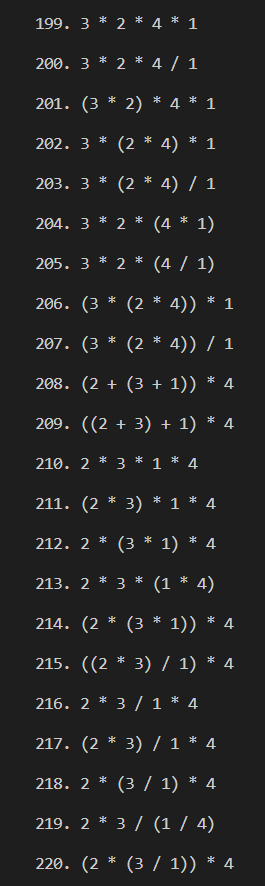 199. 3 * 2 * 4 * 1
200. 3 * 2 * 4 / 1
201. (3 * 2) * 4 * 1
202. 3 * (2 * 4) * 1
203. 3 * (2 * 4) / 1
204. 3 * 2 * (4 * 1)
205. 3 * 2 * (4 / 1)
206. (3 * (2 * 4)) * 1
207. (3 * (2 * 4)) / 1
208. (2 + (3 + 1)) * 4
209. ((2 + 3) + 1) * 4
210. 2 * 3 * 1 * 4
211. (2 * 3) * 1 * 4
212. 2 * (3 * 1) * 4
213. 2 * 3 * (1 * 4)
214. (2 * (3 * 1)) * 4
215. ((2 * 3) / 1) * 4
216. 2 * 3 / 1 * 4
217. (2 * 3) / 1 * 4
218. 2 * (3 / 1) * 4
219. 2 * 3 / (1 / 4)
220. (2 * (3 / 1)) * 4